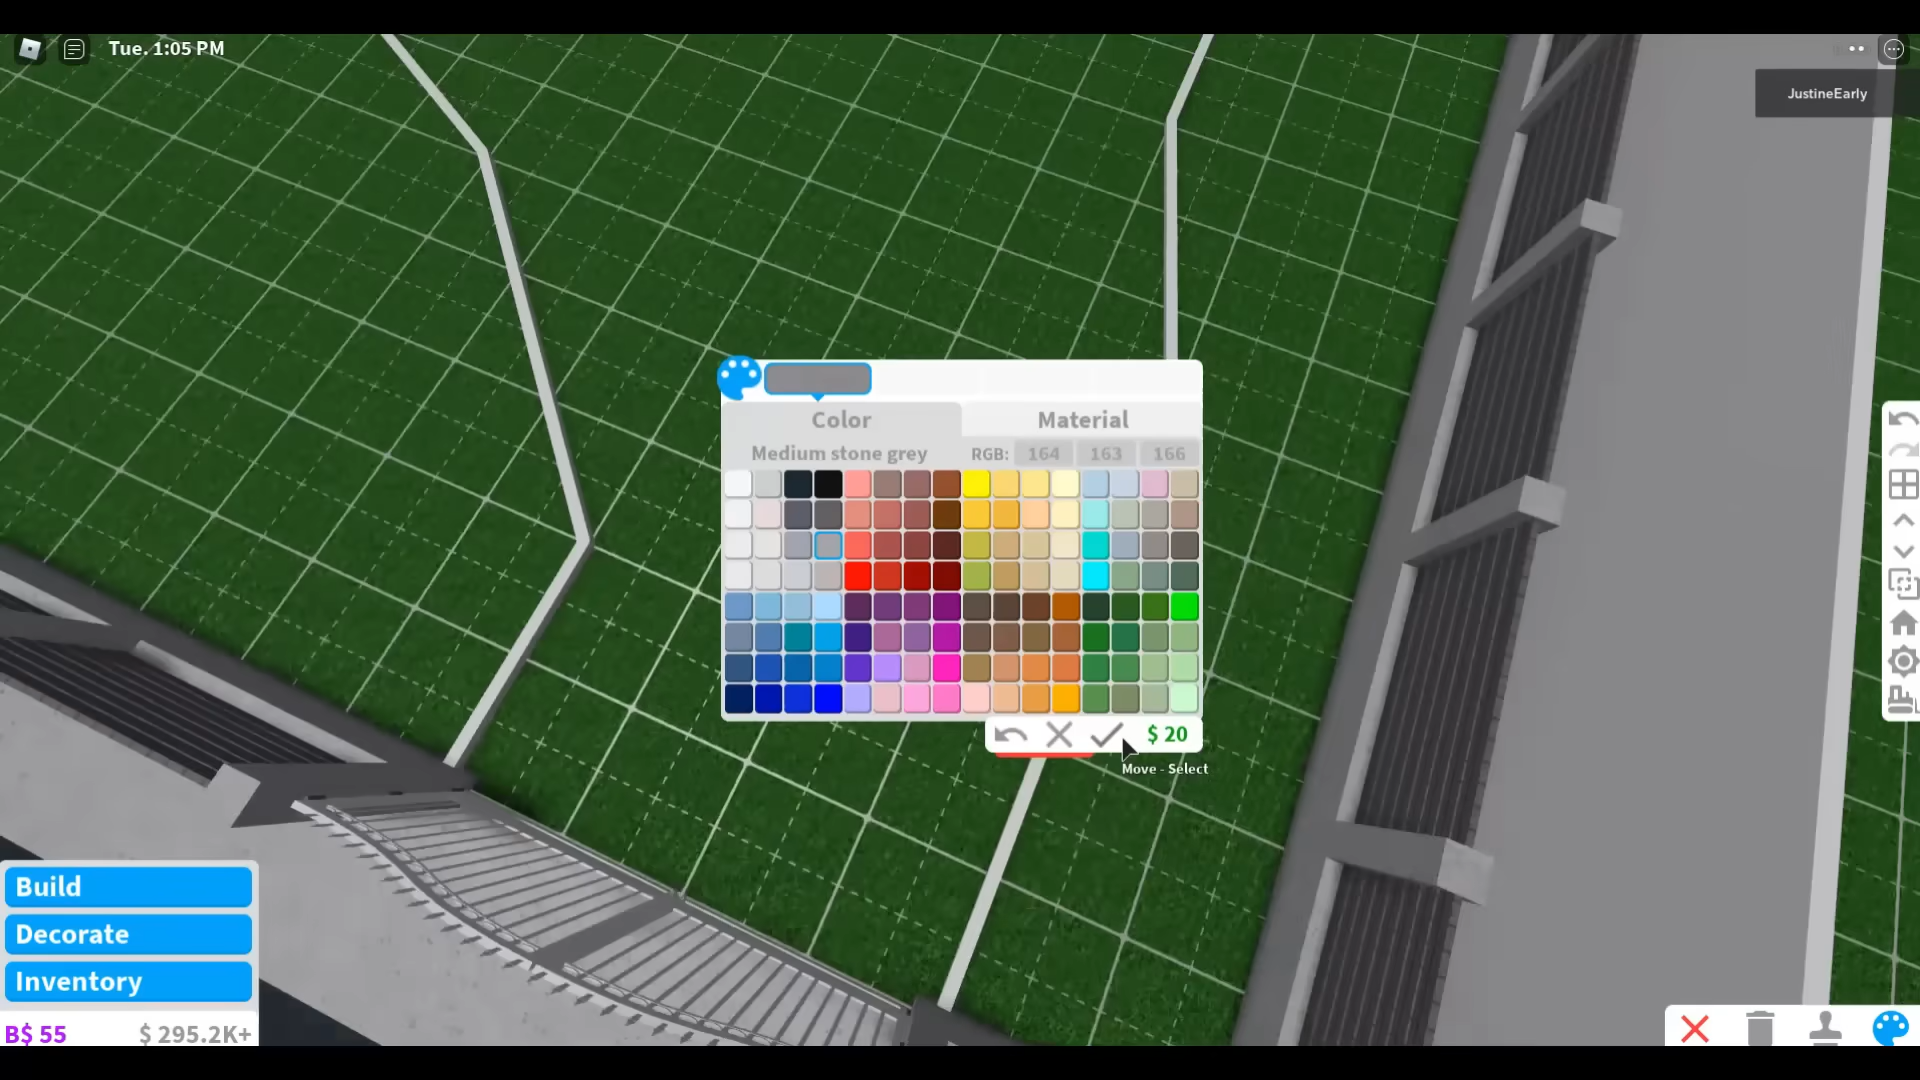 Tue. 1:05 PM
JustineEarly
Color
Material
Medium stone grey
RGB: 164 163 166
$ 20
Move - Select
Build
Decorate
Inventory
B$ 55
$ 295.2K+